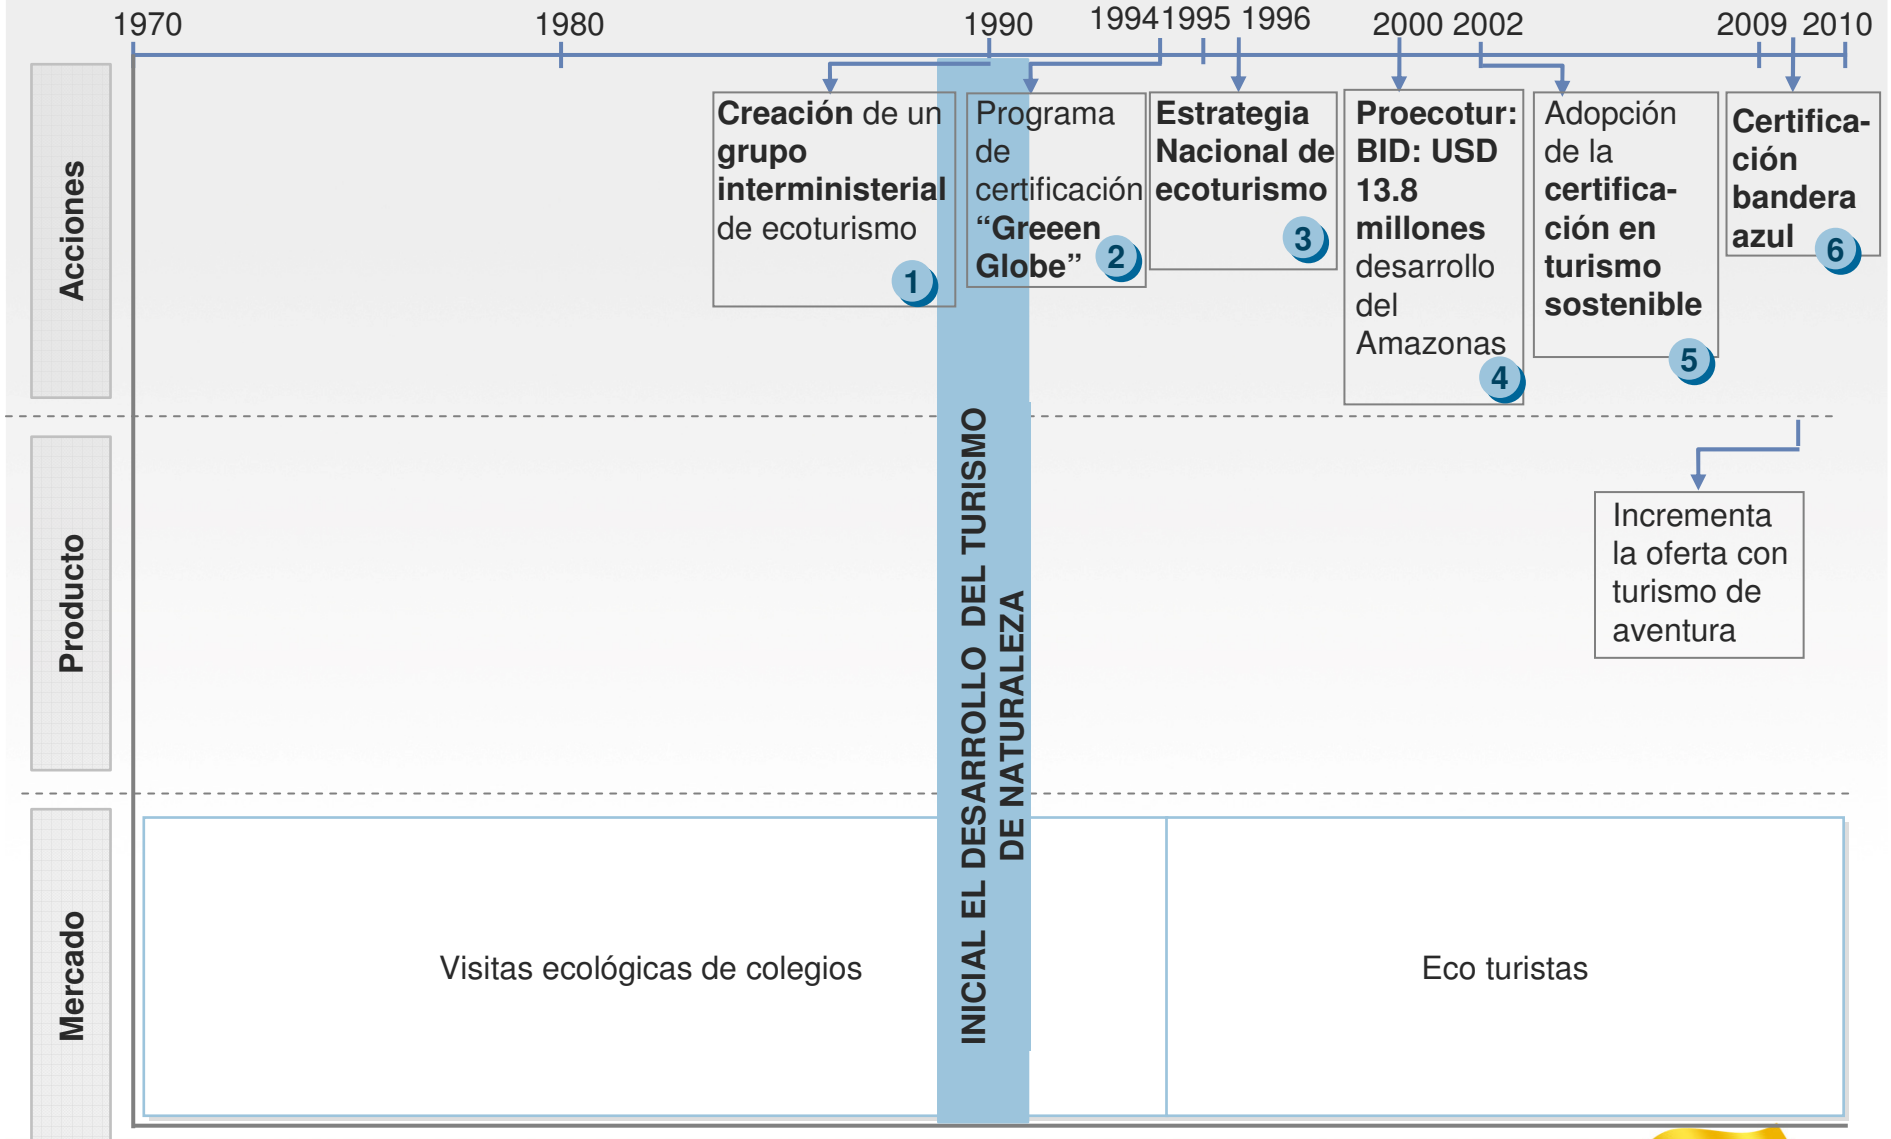 1970
1980
1990
1994
1995
1996
2000
2002
2009
2010
Acciones
Creación de un
grupo
interministerial
de ecoturismo
1
Programa
de
certificación
“Greeen
Globe”
2
Estrategia
Nacional de
ecoturismo
3
Proecotur:
BID: USD
13.8
millones
desarrollo
del
Amazonas
4
Adopción
de la
certifica-
ción en
turismo
sostenible
5
Certifica-
ción
bandera
azul
6
INICIAL EL DESARROLLO DEL TURISMO
DE NATURALEZA
Producto
Incrementa
la oferta con
turismo de
aventura
Mercado
Visitas ecológicas de colegios
Eco turistas